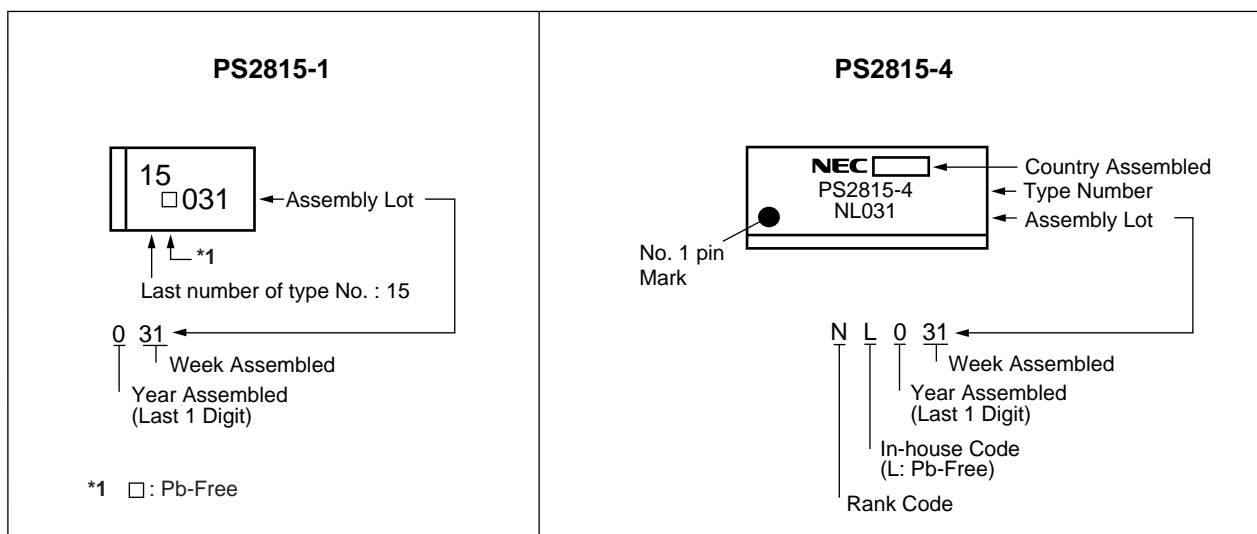 PS2815-1
15
□ 031
Assembly Lot
*1
Last number of type No. : 15
0 31
Week Assembled
Year Assembled
(Last 1 Digit)
*1 □ : Pb-Free
PS2815-4
NEC
PS2815-4
NL031
Country Assembled
Type Number
Assembly Lot
No. 1 pin
Mark
N L 0 31
Week Assembled
Year Assembled
(Last 1 Digit)
In-house Code
(L: Pb-Free)
Rank Code